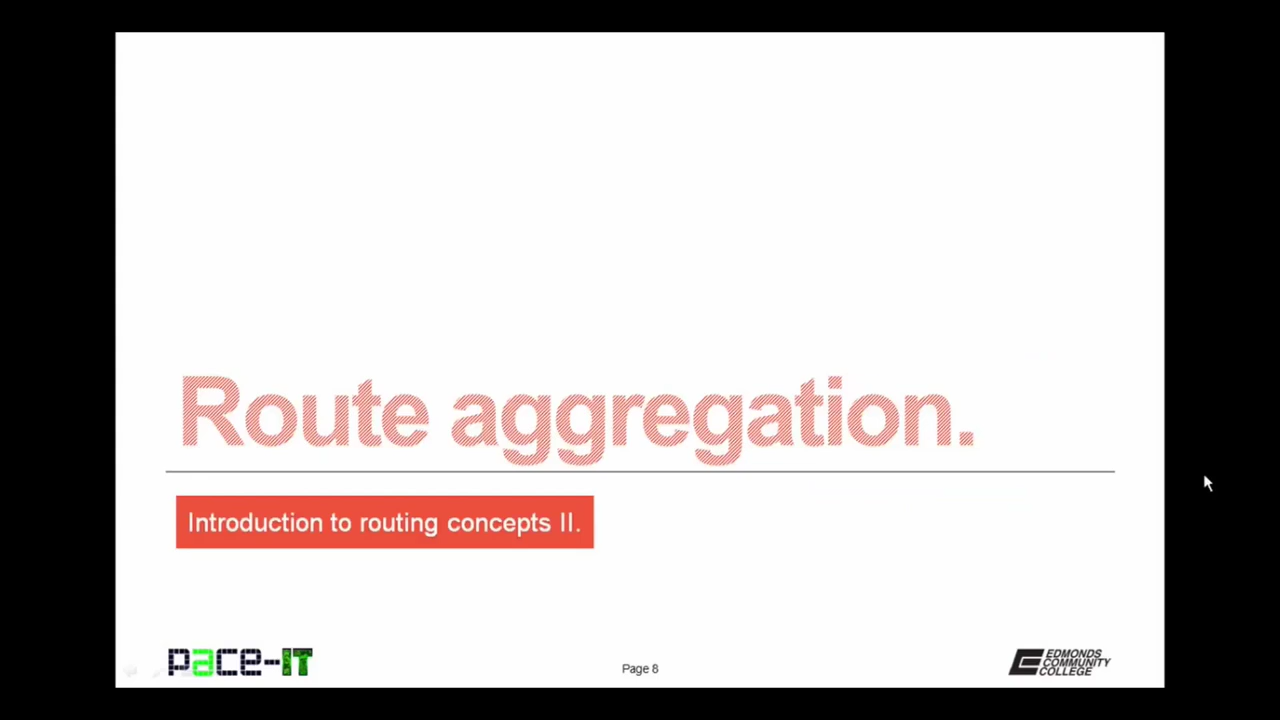 Route aggregation.
Introduction to routing concepts II.
pace-IT
Page 8
EDMONDS
COMMUNITY
COLLEGE